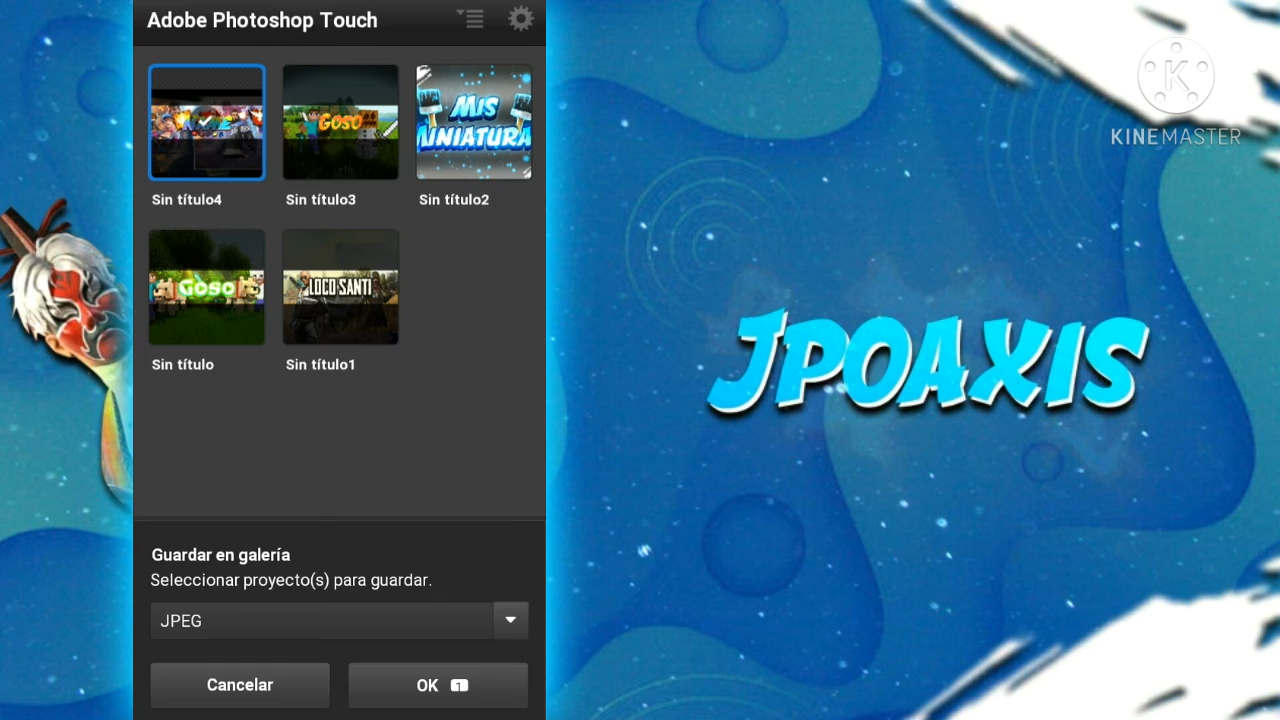 Adobe Photoshop Touch
Goso
MIS
MINIATURA
Sin título4
Sin título3
Sin título2
Goso
LOCO SANTI
Sin título
Sin título1
Guardar en galería
Seleccionar proyecto(s) para guardar.
JPEG
Cancelar
OK 1
K
KINEMASTER
JPOAXIS